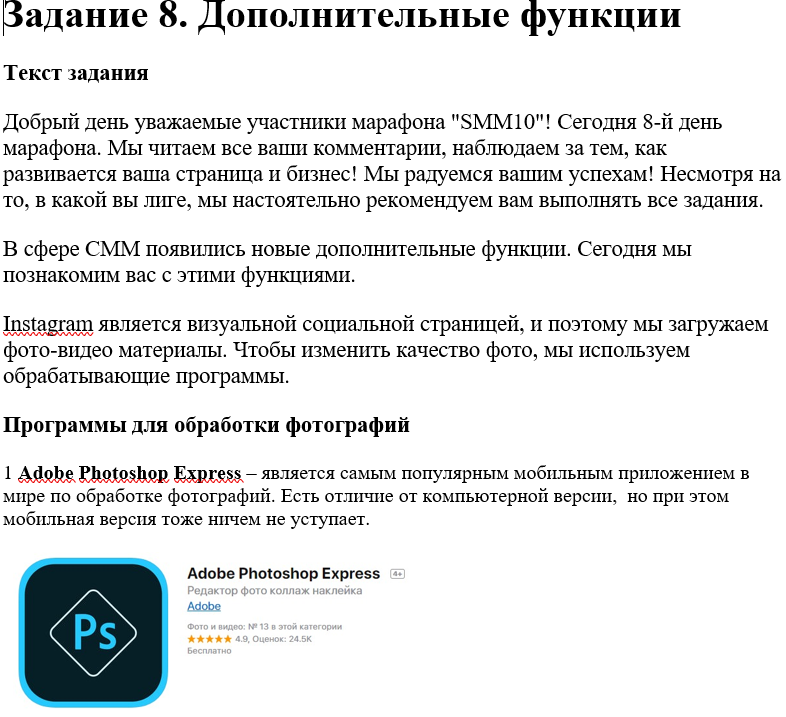 Задание 8. Дополнительные функции
Текст задания
Добрый день уважаемые участники марафона "SMM10"! Сегодня 8-й день
марафона. Мы читаем все ваши комментарии, наблюдаем за тем, как
развивается ваша страница и бизнес! Мы радуемся вашим успехам! Несмотря на
то, в какой вы лиге, мы настоятельно рекомендуем вам выполнять все задания.
В сфере СММ появились новые дополнительные функции. Сегодня мы
познакомим вас с этими функциями.
Instagram является визуальной социальной страницей, и поэтому мы загружаем
фото-видео материалы. Чтобы изменить качество фото, мы используем
обрабатывающие программы.
Программы для обработки фотографий
1 Adobe Photoshop Express – является самым популярным мобильным приложением в
мире по обработке фотографий. Есть отличие от компьютерной версии, но при этом
мобильная версия тоже ничем не уступает.
Ps
Adobe Photoshop Express 4+
Редактор фото коллаж наклейка
Adobe
Фото и видео: № 13 в этой категории
★★★★★ 4.9, Оценок: 24.5K
Бесплатно